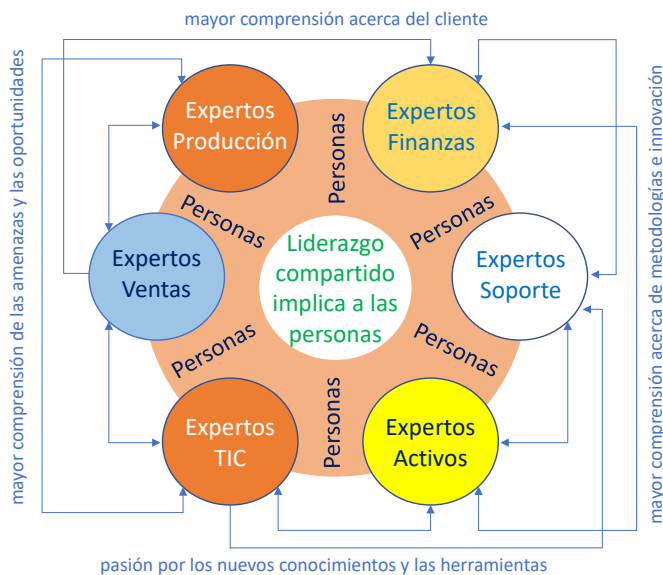 mayor comprensión acerca del cliente
mayor comprensión de las amenazas y las oportunidades
mayor comprensión acerca de metodologías e innovación
Expertos
Producción
Expertos
Finanzas
Personas
Personas
Personas
Expertos
Ventas
Liderazgo
compartido
implica a las
personas
Expertos
Soporte
Personas
Personas
Personas
Expertos
TIC
Expertos
Activos
pasión por los nuevos conocimientos y las herramientas